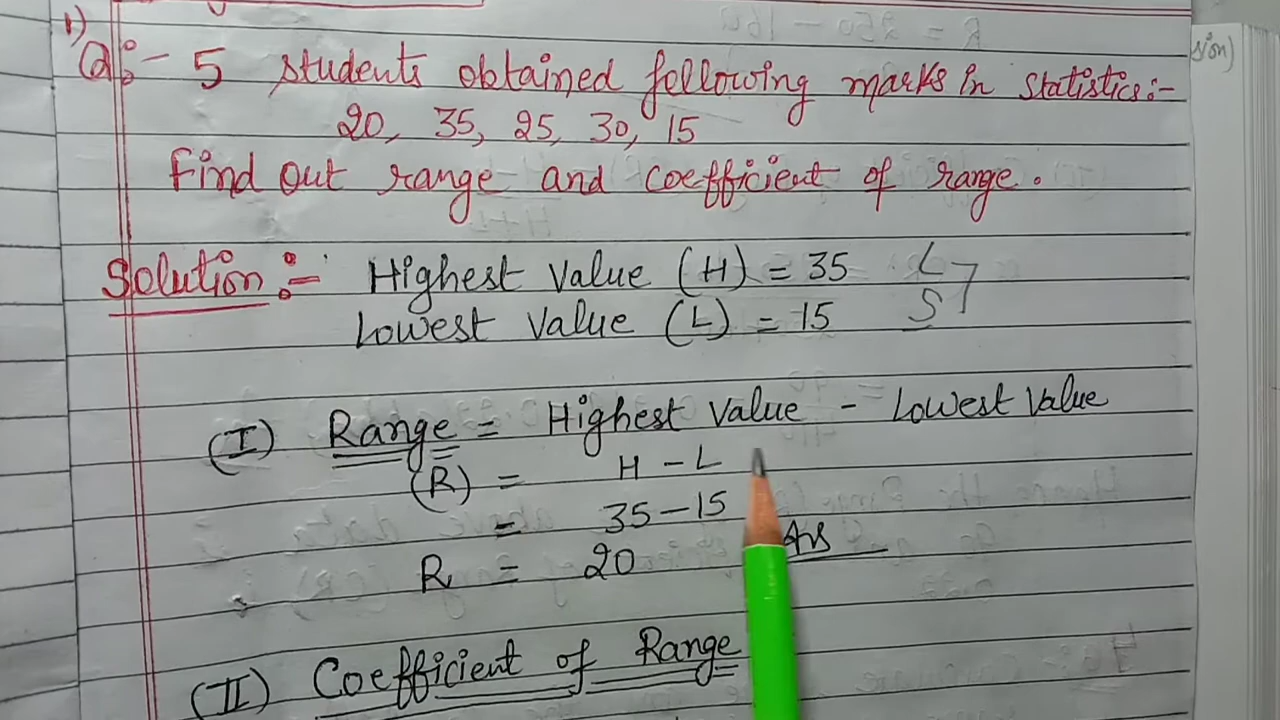 1)
Q:- 5 students obtained following marks in statistics:-
20, 35, 25, 30, 15
Find out range and coefficient of range.
Solution :- Highest Value (H) = 35 L
Lowest Value (L) = 15 S
(I) Range = Highest Value - Lowest Value
(R) = H - L
= 35 - 15
R = 20 Ans
(II) Coefficient of Range